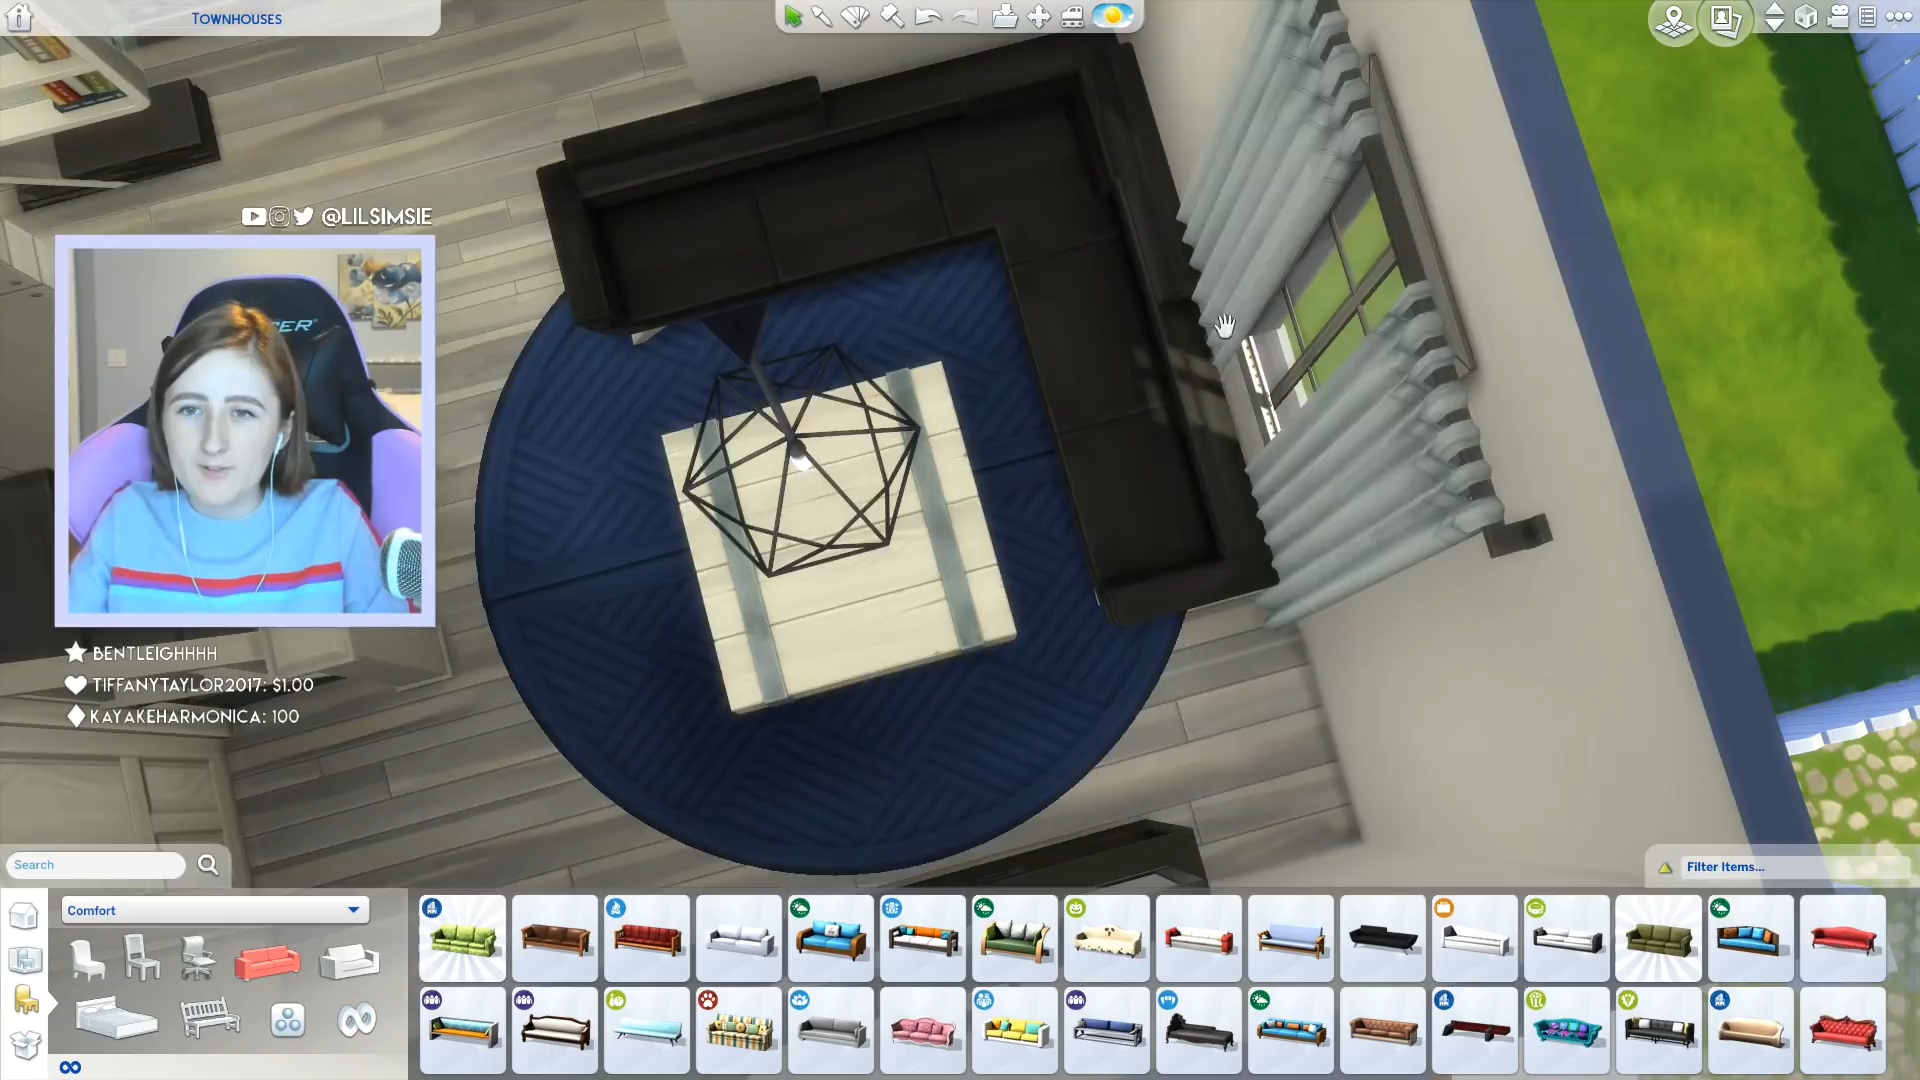 TOWNHOUSES
@LILSIMSIE
BENTLEIGHHHH
TIFFANYTAYLOR2017: $1.00
KAYAKEHARMONICA: 100
Search
Filter Items...
Comfort